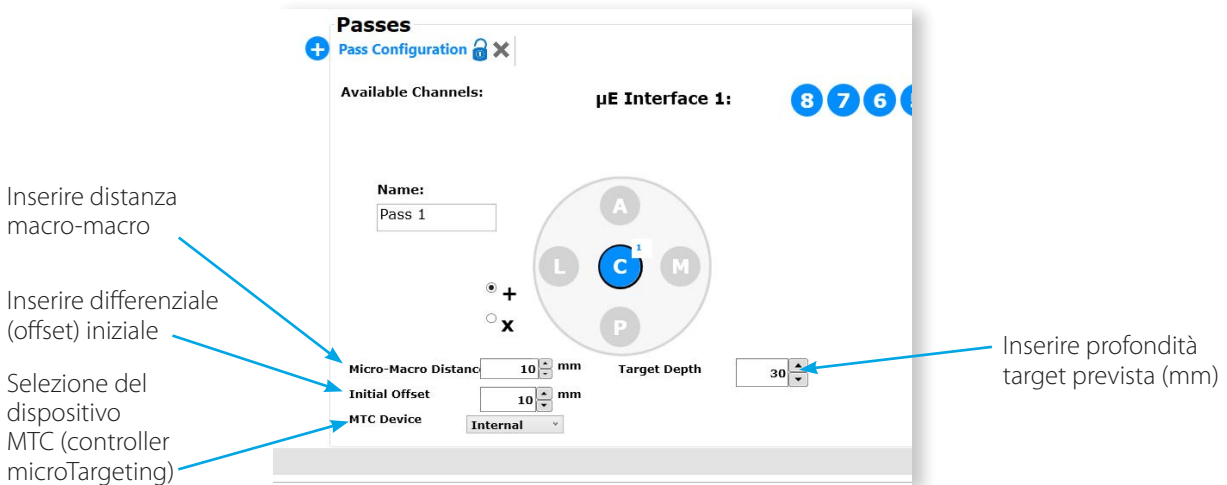 Passes
Pass Configuration
Available Channels:
µE Interface 1:
8 7 6
Name:
Pass 1
A
L
C
1
M
P
+
x
Micro-Macro Distanc
10 mm
Target Depth
30
Initial Offset
10 mm
MTC Device
Internal
Inserire distanza
macro-macro
Inserire differenziale
(offset) iniziale
Selezione del
dispositivo
MTC (controller
microTargeting)
Inserire profondità
target prevista (mm)